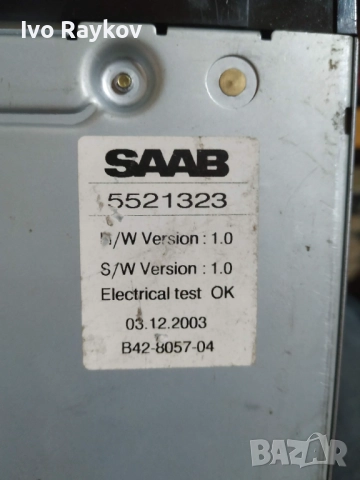 Ivo Raykov
SAAB
5521323
H/W Version : 1.0
S/W Version : 1.0
Electrical test OK
03.12.2003
B42-8057-04
BAZAR